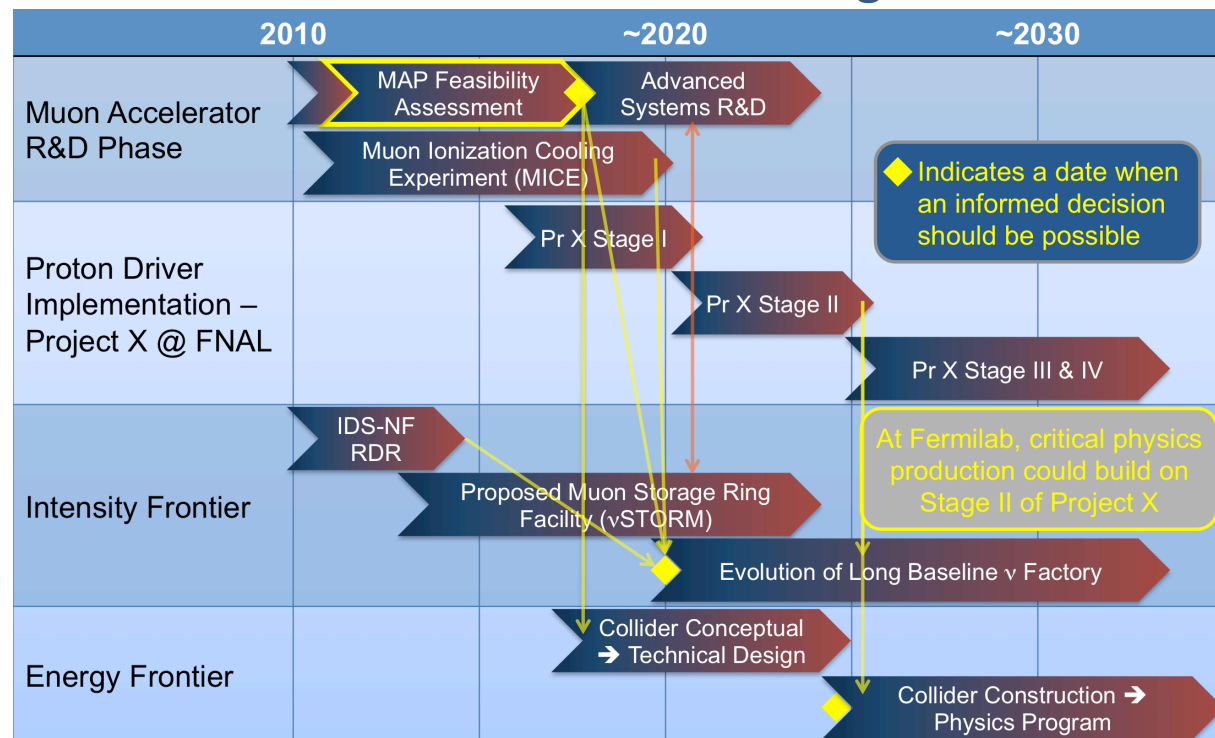 2010
~2020
~2030
Muon Accelerator
R&D Phase
MAP Feasibility
Assessment
Advanced
Systems R&D
Muon Ionization Cooling
Experiment (MICE)
Indicates a date when
an informed decision
should be possible
Proton Driver
Implementation –
Project X @ FNAL
Pr X Stage I
Pr X Stage II
Pr X Stage III & IV
Intensity Frontier
IDS-NF
RDR
At Fermilab, critical physics
production could build on
Stage II of Project X
Proposed Muon Storage Ring
Facility (νSTORM)
Evolution of Long Baseline ν Factory
Energy Frontier
Collider Conceptual
➔ Technical Design
Collider Construction ➔
Physics Program